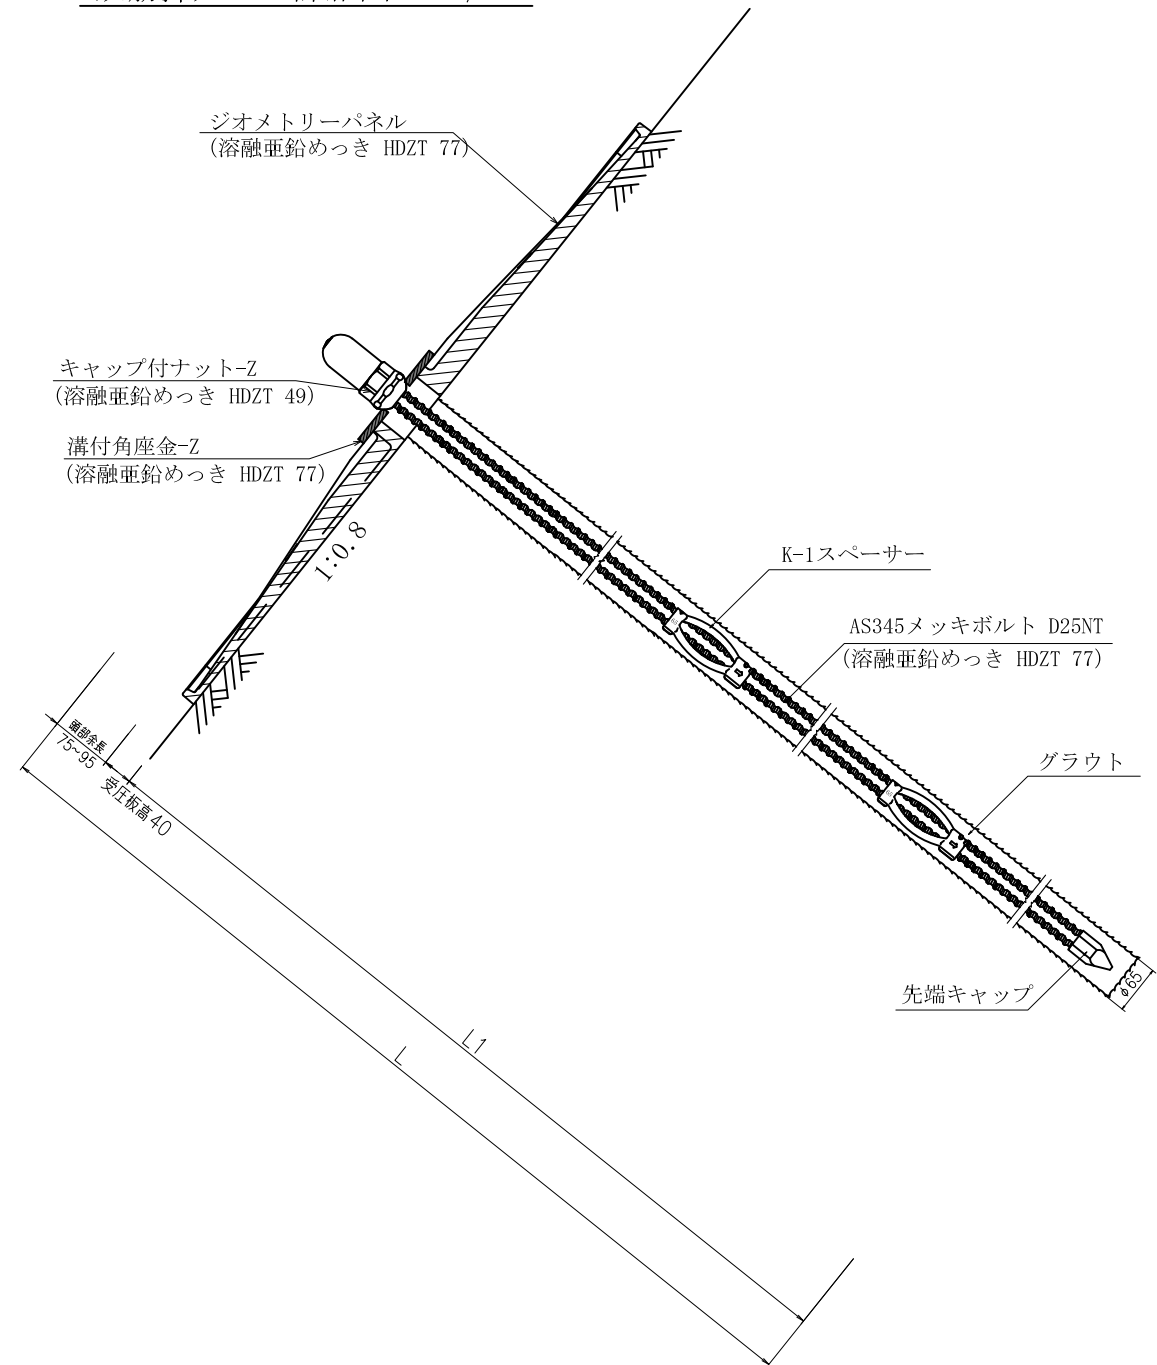 ジオメトリーパネル
(溶融亜鉛めっき HDZT 77)
キャップ付ナット-Z
(溶融亜鉛めっき HDZT 49)
溝付角座金-Z
(溶融亜鉛めっき HDZT 77)
1:0.8
K-1スペーサー
AS345メッキボルト D25NT
(溶融亜鉛めっき HDZT 77)
グラウト
頭部余長
75~95
受圧板高40
先端キャップ
φ65
L1
L